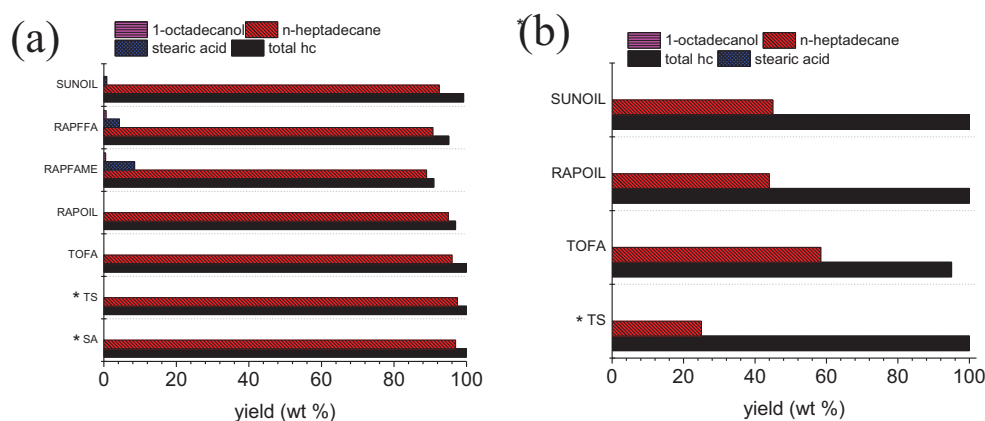 (a)
1-octadecanol n-heptadecane
stearic acid total hc
SUNOIL
RAPFFA
RAPFAME
RAPOIL
TOFA
* TS
* SA
0 20 40 60 80 100
yield (wt %)
*(b)
1-octadecanol n-heptadecane
total hc stearic acid
SUNOIL
RAPOIL
TOFA
* TS
0 20 40 60 80 100
yield (wt %)